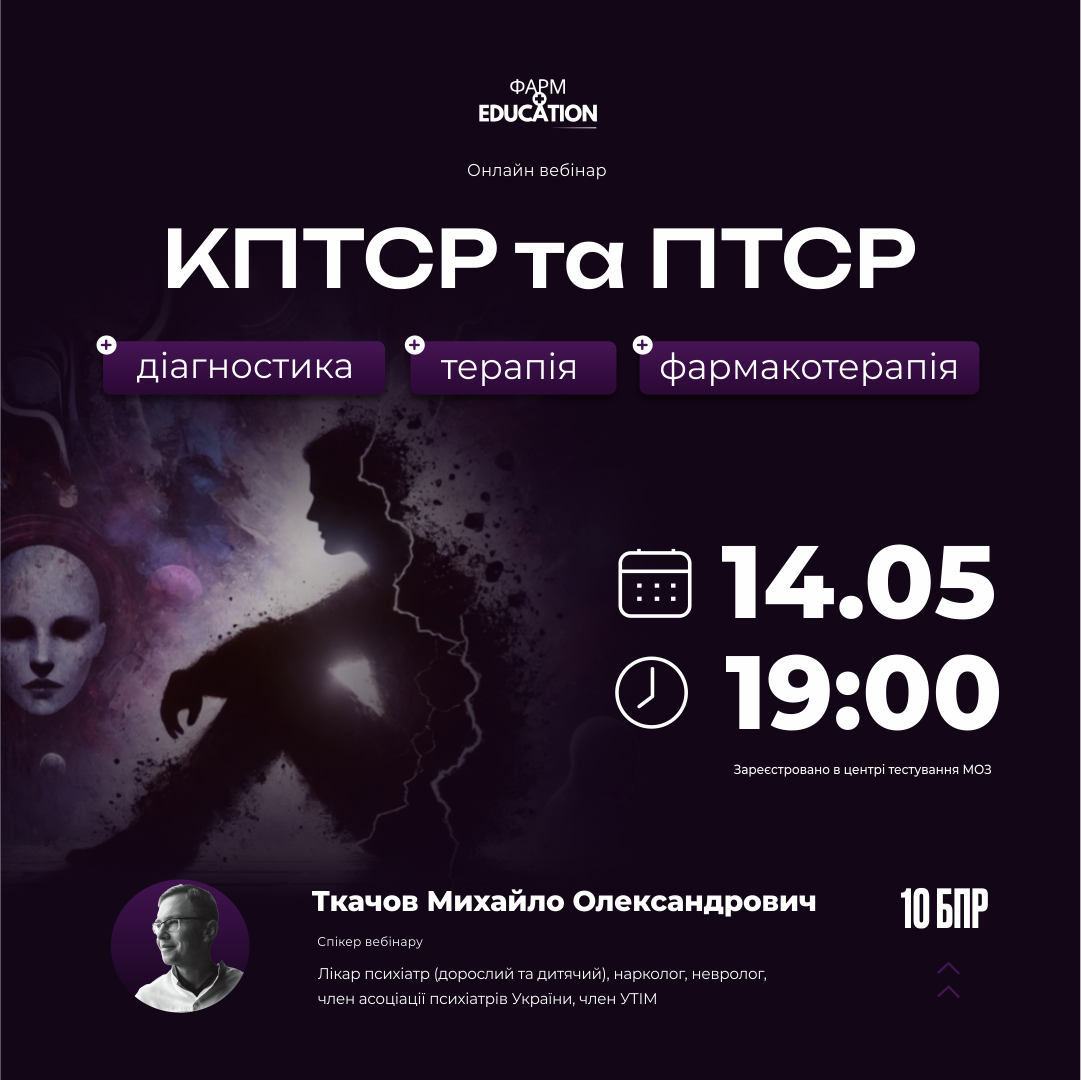 ФАРМ
EDUCATION
Онлайн вебінар
КПТСР та ПТСР
діагностика
терапія
фармакотерапія
14.05
19:00
Зареєстровано в центрі тестування МОЗ
Ткачов Михайло Олександрович
10 БПР
Спікер вебінару
Лікар психіатр (дорослий та дитячий), нарколог, невролог,
член асоціації психіатрів України, член УТІМ